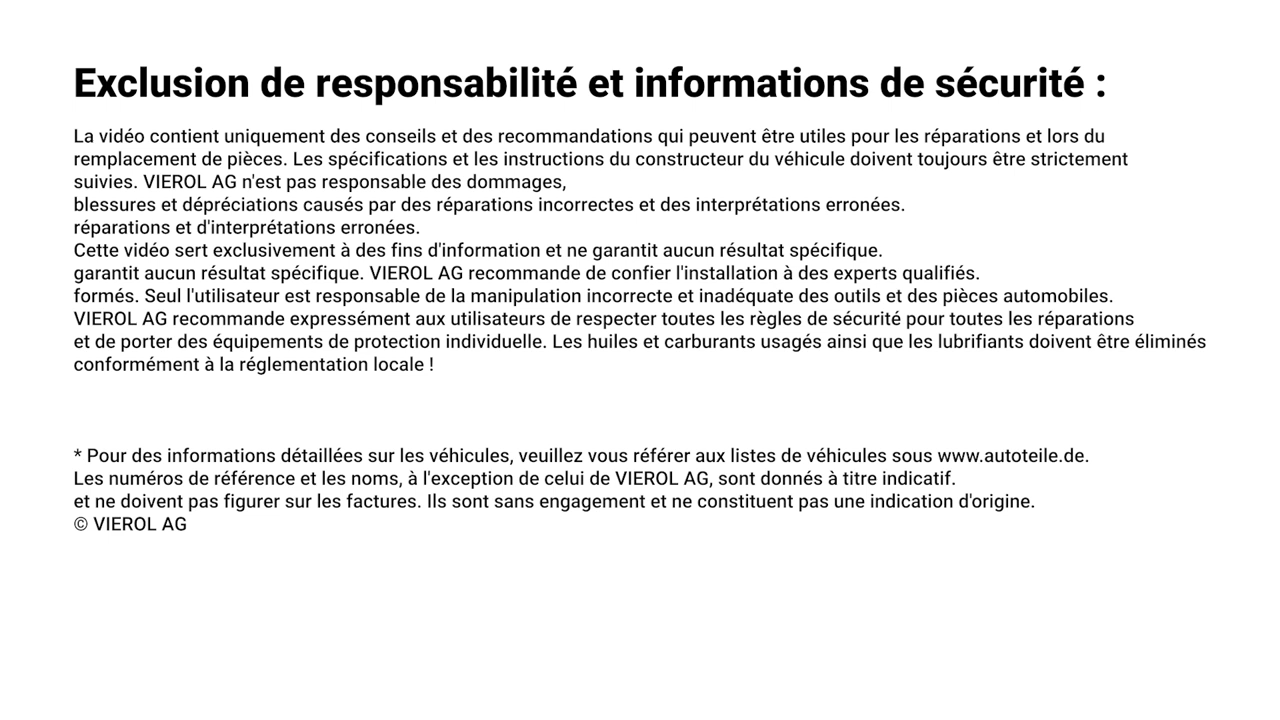 Exclusion de responsabilité et informations de sécurité :
La vidéo contient uniquement des conseils et des recommandations qui peuvent être utiles pour les réparations et lors du
remplacement de pièces. Les spécifications et les instructions du constructeur du véhicule doivent toujours être strictement
suivies. VIEROL AG n'est pas responsable des dommages,
blessures et dépréciations causés par des réparations incorrectes et des interprétations erronées.
réparations et d'interprétations erronées.
Cette vidéo sert exclusivement à des fins d'information et ne garantit aucun résultat spécifique.
garantit aucun résultat spécifique. VIEROL AG recommande de confier l'installation à des experts qualifiés.
formés. Seul l'utilisateur est responsable de la manipulation incorrecte et inadéquate des outils et des pièces automobiles.
VIEROL AG recommande expressément aux utilisateurs de respecter toutes les règles de sécurité pour toutes les réparations
et de porter des équipements de protection individuelle. Les huiles et carburants usagés ainsi que les lubrifiants doivent être éliminés
conformément à la réglementation locale !
* Pour des informations détaillées sur les véhicules, veuillez vous référer aux listes de véhicules sous www.autoteile.de.
Les numéros de référence et les noms, à l'exception de celui de VIEROL AG, sont donnés à titre indicatif.
et ne doivent pas figurer sur les factures. Ils sont sans engagement et ne constituent pas une indication d'origine.
© VIEROL AG